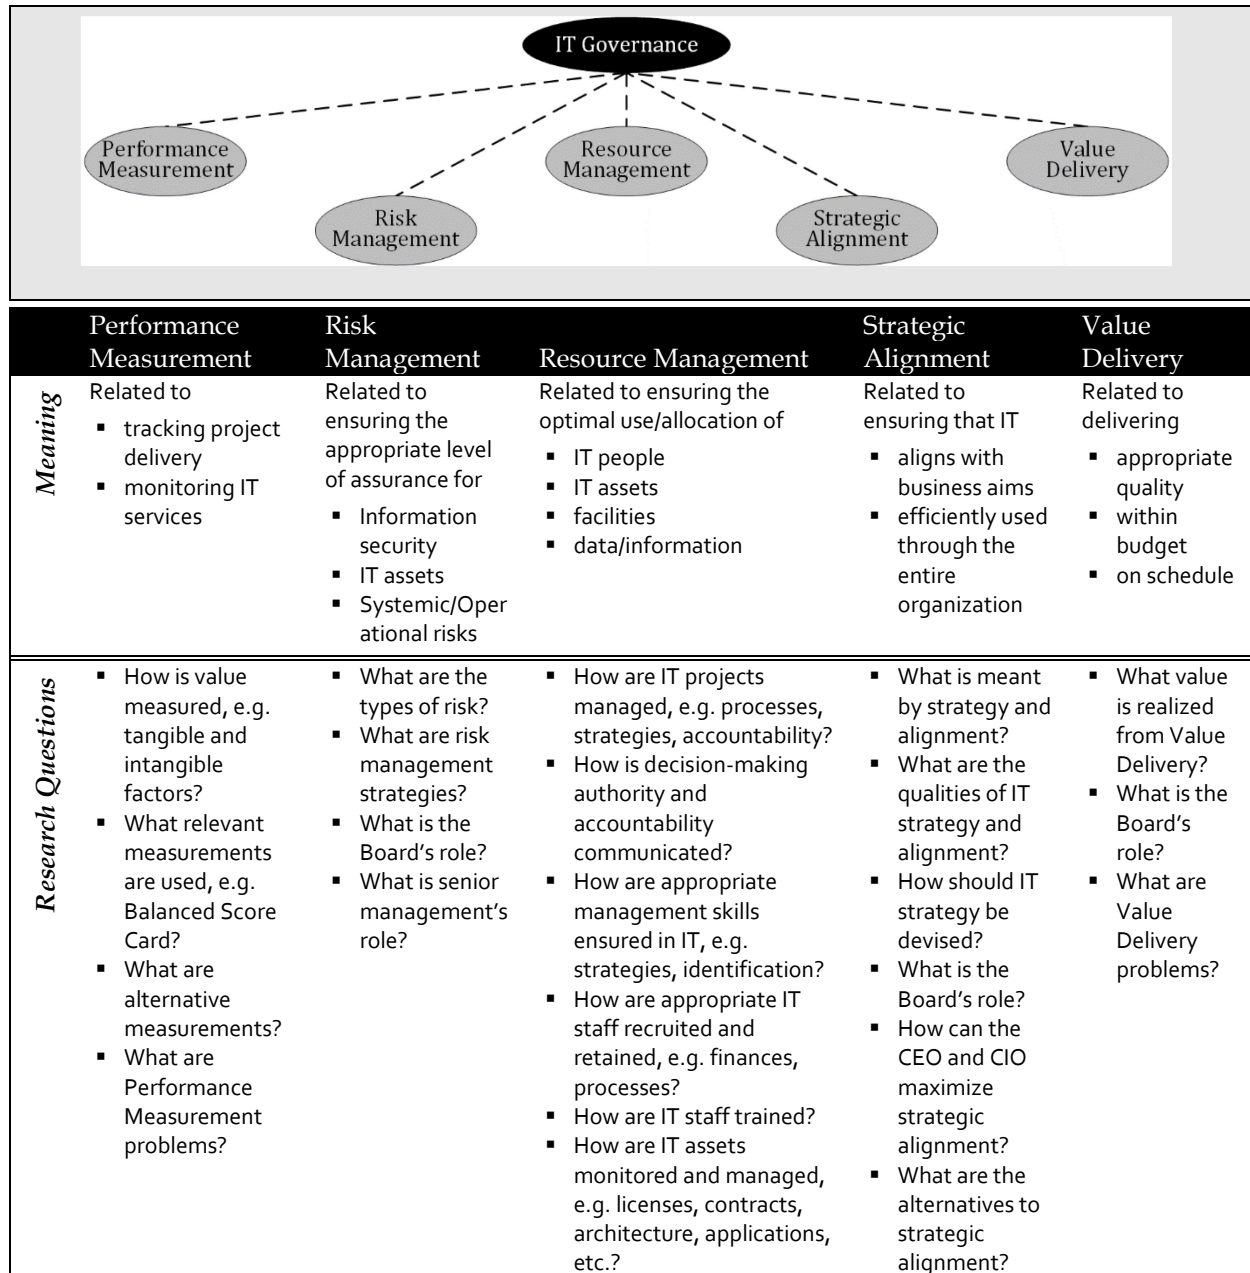 IT Governance
Performance
Measurement
Resource
Management
Value
Delivery
Risk
Management
Strategic
Alignment
Performance
Measurement
Risk
Management
Resource Management
Strategic
Alignment
Value
Delivery
Meaning
Related to
▪ tracking project
delivery
▪ monitoring IT
services
Related to
ensuring the
appropriate level
of assurance for
▪ Information
security
▪ IT assets
▪ Systemic/Oper
ational risks
Related to ensuring the
optimal use/allocation of
▪ IT people
▪ IT assets
▪ facilities
▪ data/information
Related to
ensuring that IT
▪ aligns with
business aims
▪ efficiently used
through the
entire
organization
Related to
delivering
▪ appropriate
quality
▪ within
budget
▪ on schedule
Research Questions
▪ How is value
measured, e.g.
tangible and
intangible
factors?
▪ What relevant
measurements
are used, e.g.
Balanced Score
Card?
▪ What are
alternative
measurements?
▪ What are
Performance
Measurement
problems?
▪ What are the
types of risk?
▪ What are risk
management
strategies?
▪ What is the
Board's role?
▪ What is senior
management's
role?
▪ How are IT projects
managed, e.g. processes,
strategies, accountability?
▪ How is decision-making
authority and
accountability
communicated?
▪ How are appropriate
management skills
ensured in IT, e.g.
strategies, identification?
▪ How are appropriate IT
staff recruited and
retained, e.g. finances,
processes?
▪ How are IT staff trained?
▪ How are IT assets
monitored and managed,
e.g. licenses, contracts,
architecture, applications,
etc.?
▪ What is meant
by strategy and
alignment?
▪ What are the
qualities of IT
strategy and
alignment?
▪ How should IT
strategy be
devised?
▪ What is the
Board's role?
▪ How can the
CEO and CIO
maximize
strategic
alignment?
▪ What are the
alternatives to
strategic
alignment?
▪ What value
is realized
from Value
Delivery?
▪ What is the
Board's
role?
▪ What are
Value
Delivery
problems?